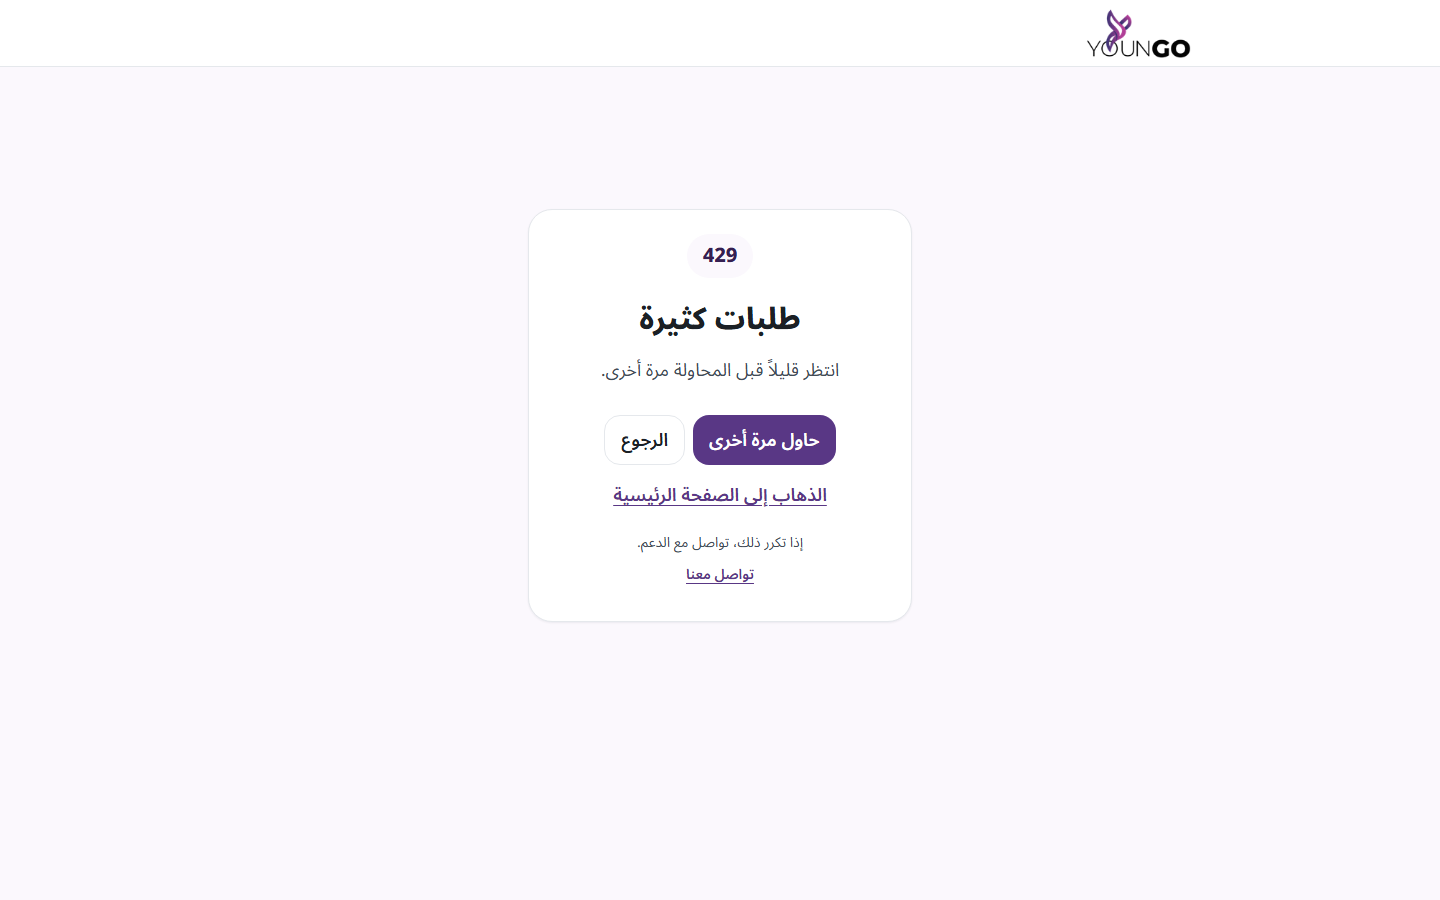 YOUNGO
429
طلبات كثيرة
انتظر قليلاً قبل المحاولة مرة أخرى.
حاول مرة أخرى
الرجوع
الذهاب إلى الصفحة الرئيسية
إذا تكرر ذلك، تواصل مع الدعم.
تواصل معنا